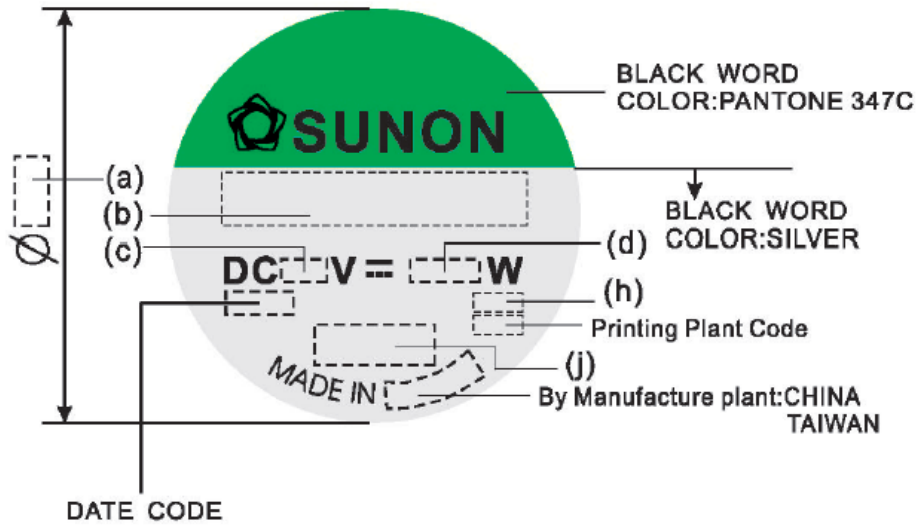 BLACK WORD
COLOR:PANTONE 347C
SUNON
(a)
(b)
BLACK WORD
COLOR:SILVER
Ø
(c)
(d)
DC V ⎓ W
(h)
Printing Plant Code
(j)
MADE IN
By Manufacture plant:CHINA
TAIWAN
DATE CODE